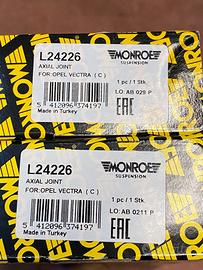 MONROE
L24226
AXIAL JOINT
FOR:OPEL VECTRA ( C )
5 412096 374197
Made in Turkey
MONROE
SUSPENSION
1 pc / 1 Stk
LO: AB 029 P
EAC
L24226
AXIAL JOINT
FOR:OPEL VECTRA ( C )
5 412096 374197
Made in Turkey
MONROE
SUSPENSION
1 pc / 1 Stk
LO: AB 0211 P
EAC